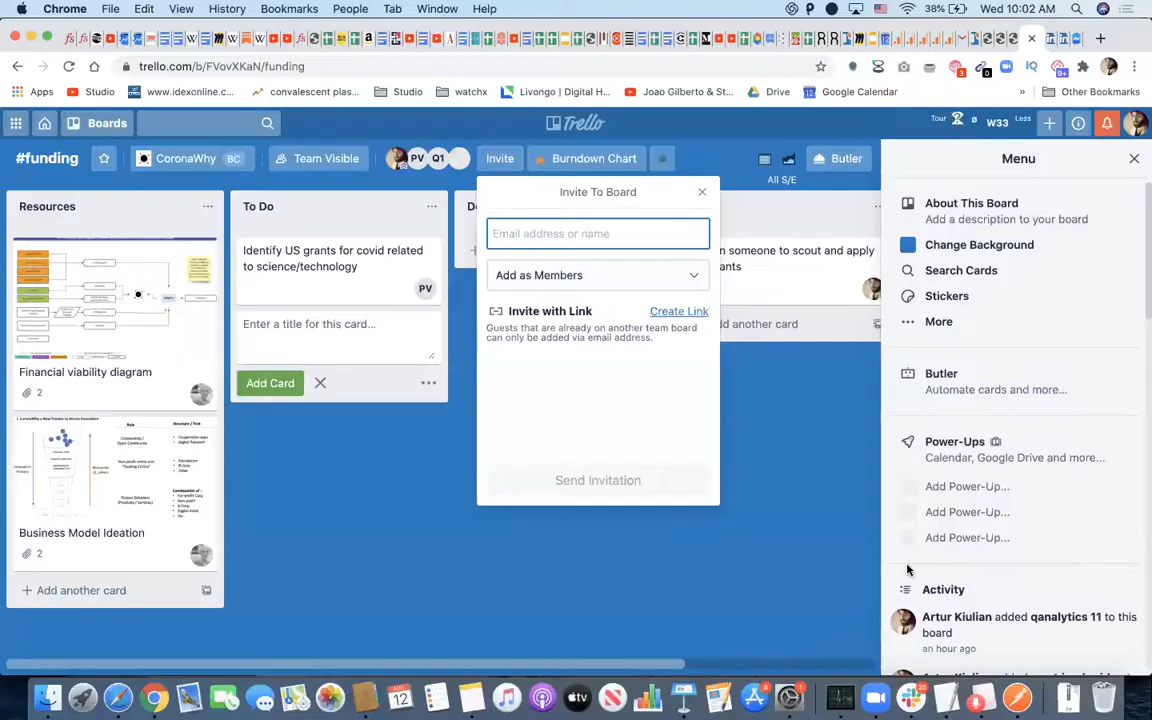 Chrome File Edit View History Bookmarks People Tab Window Help 38% Wed 10:02 AM
trello.com/b/FVovXKaN/funding
Apps Studio www.idexonline.c... convalescent plas... Studio watchx Livongo | Digital H... Joao Gilberto & St... Drive Google Calendar » Other Bookmarks
Boards Trello Tour W33 Less
#funding CoronaWhy BC Team Visible PV Q1 Invite Burndown Chart All S/E Butler
Menu
Resources
Financial viability diagram
2
Business Model Ideation
2
+ Add another card
To Do
Identify US grants for covid related
to science/technology
PV
Enter a title for this card...
Add Card
Invite To Board
Email address or name
Add as Members
Invite with Link Create Link
Guests that are already on another team board
can only be added via email address.
Send Invitation
n someone to scout and apply
ants
dd another card
About This Board
Add a description to your board
Change Background
Search Cards
Stickers
More
Butler
Automate cards and more...
Power-Ups
Calendar, Google Drive and more...
Add Power-Up...
Add Power-Up...
Add Power-Up...
Activity
Artur Kiulian added qanalytics 11 to this
board
an hour ago